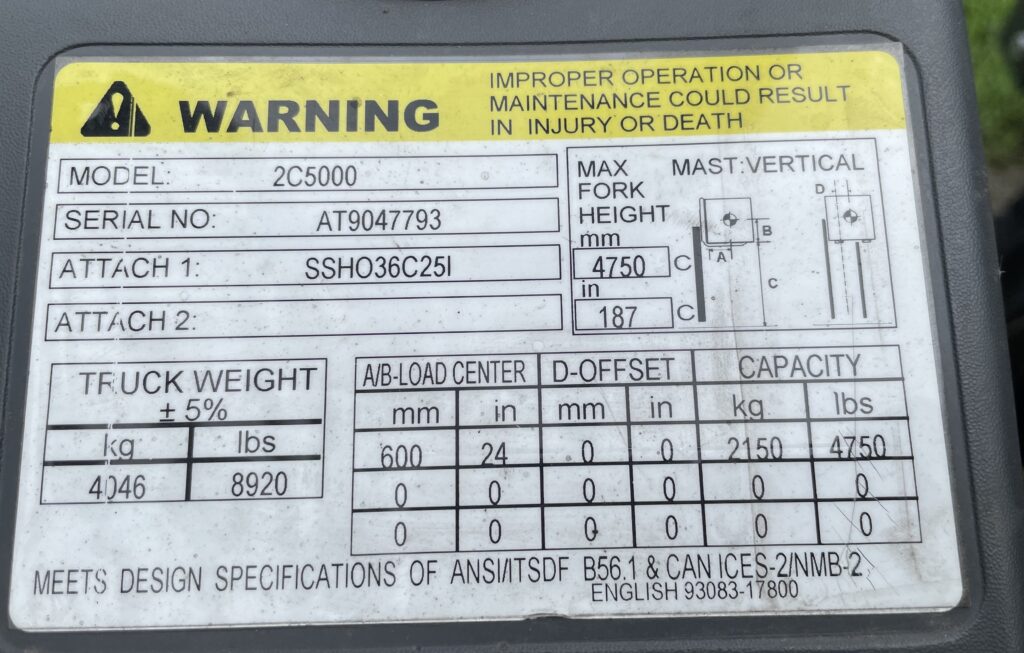 WARNING
IMPROPER OPERATION OR
MAINTENANCE COULD RESULT
IN INJURY OR DEATH
MODEL: 2C5000
SERIAL NO: AT9047793
ATTACH 1: SSHO36C25I
ATTACH 2:
MAX MAST:VERTICAL
FORK
HEIGHT
mm
4750 C
in
187 C
D
B
A
C
TRUCK WEIGHT
± 5%
kg lbs
4046 8920
A/B-LOAD CENTER D-OFFSET CAPACITY
mm in mm in kg lbs
600 24 0 0 2150 4750
0 0 0 0 0 0
0 0 0 0 0 0
MEETS DESIGN SPECIFICATIONS OF ANSI/ITSDF B56.1 & CAN ICES-2/NMB-2
ENGLISH 93083-17800